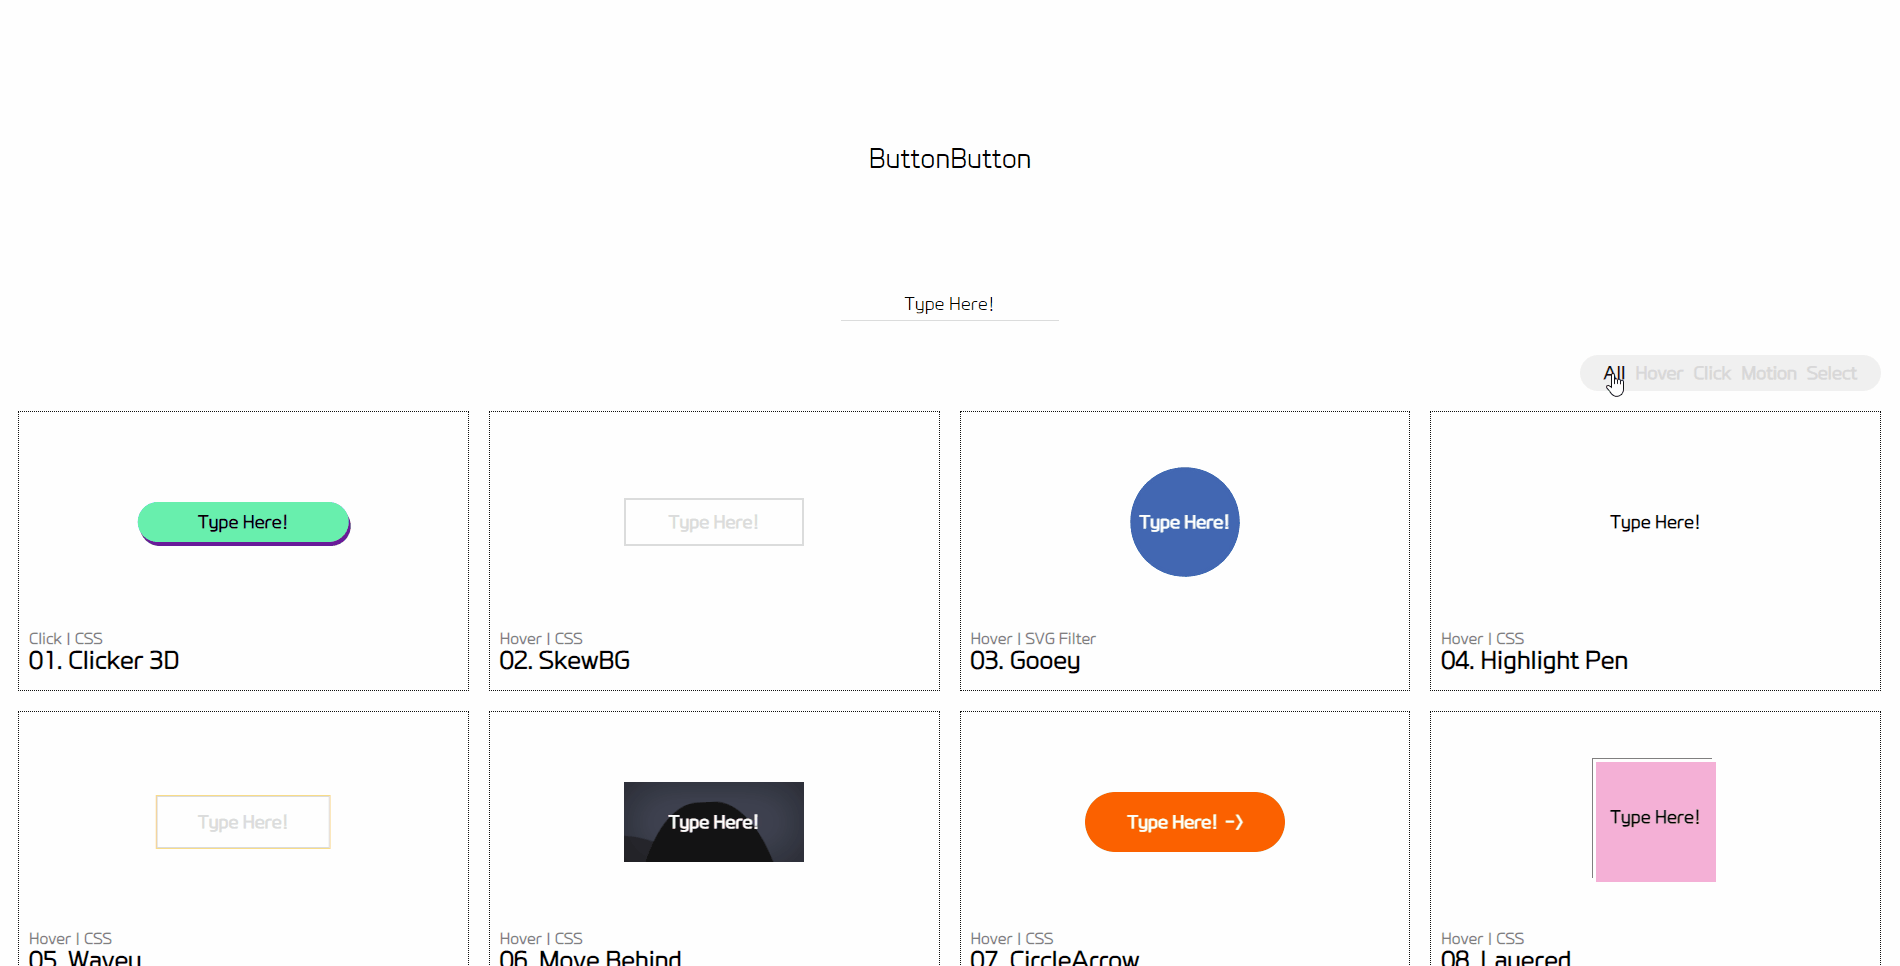 ButtonButton
Type Here!
All Hover Click Motion Select
Type Here!
Click | CSS
01. Clicker 3D
Type Here!
Hover | CSS
02. SkewBG
Type Here!
Hover | SVG Filter
03. Gooey
Type Here!
Hover | CSS
04. Highlight Pen
Type Here!
Hover | CSS
05. Wavey
Type Here!
Hover | CSS
06. Move Behind
Type Here! ->
Hover | CSS
07. CircleArrow
Type Here!
Hover | CSS
08. Layered